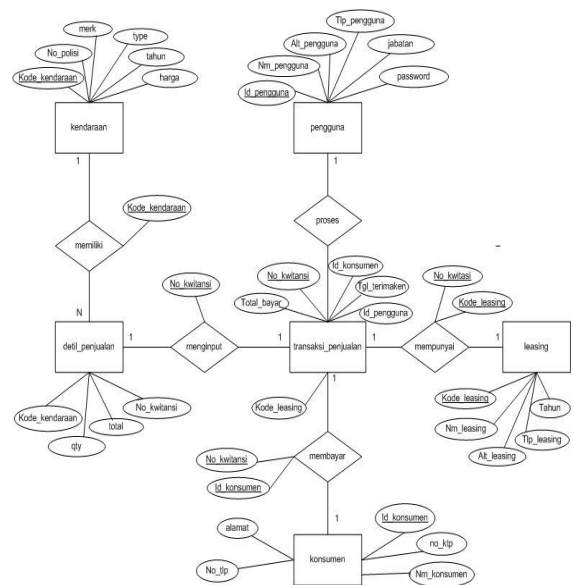 merk
type
No_polisi
tahun
Kode_kendaraan
harga
kendaraan
1
Tlp_pengguna
Alt_pengguna
jabatan
Nm_pengguna
password
Id_pengguna
pengguna
1
Kode_kendaraan
memiliki
N
proses
No_kwitansi
No_kwitansi
Id_konsumen
Total_bayar
Tgl_terimaken
Id_pengguna
No_kwitasi
Kode_leasing
detil_penjualan
1
menginput
1
transaksi_penjualan
1
mempunyai
1
leasing
1
Kode_kendaraan
No_kwitansi
total
qty
Kode_leasing
Kode_leasing
Tahun
Nm_leasing
Tlp_leasing
Alt_leasing
No_kwitansi
membayar
Id_konsumen
1
alamat
Id_konsumen
no_ktp
No_tlp
konsumen
Nm_konsumen